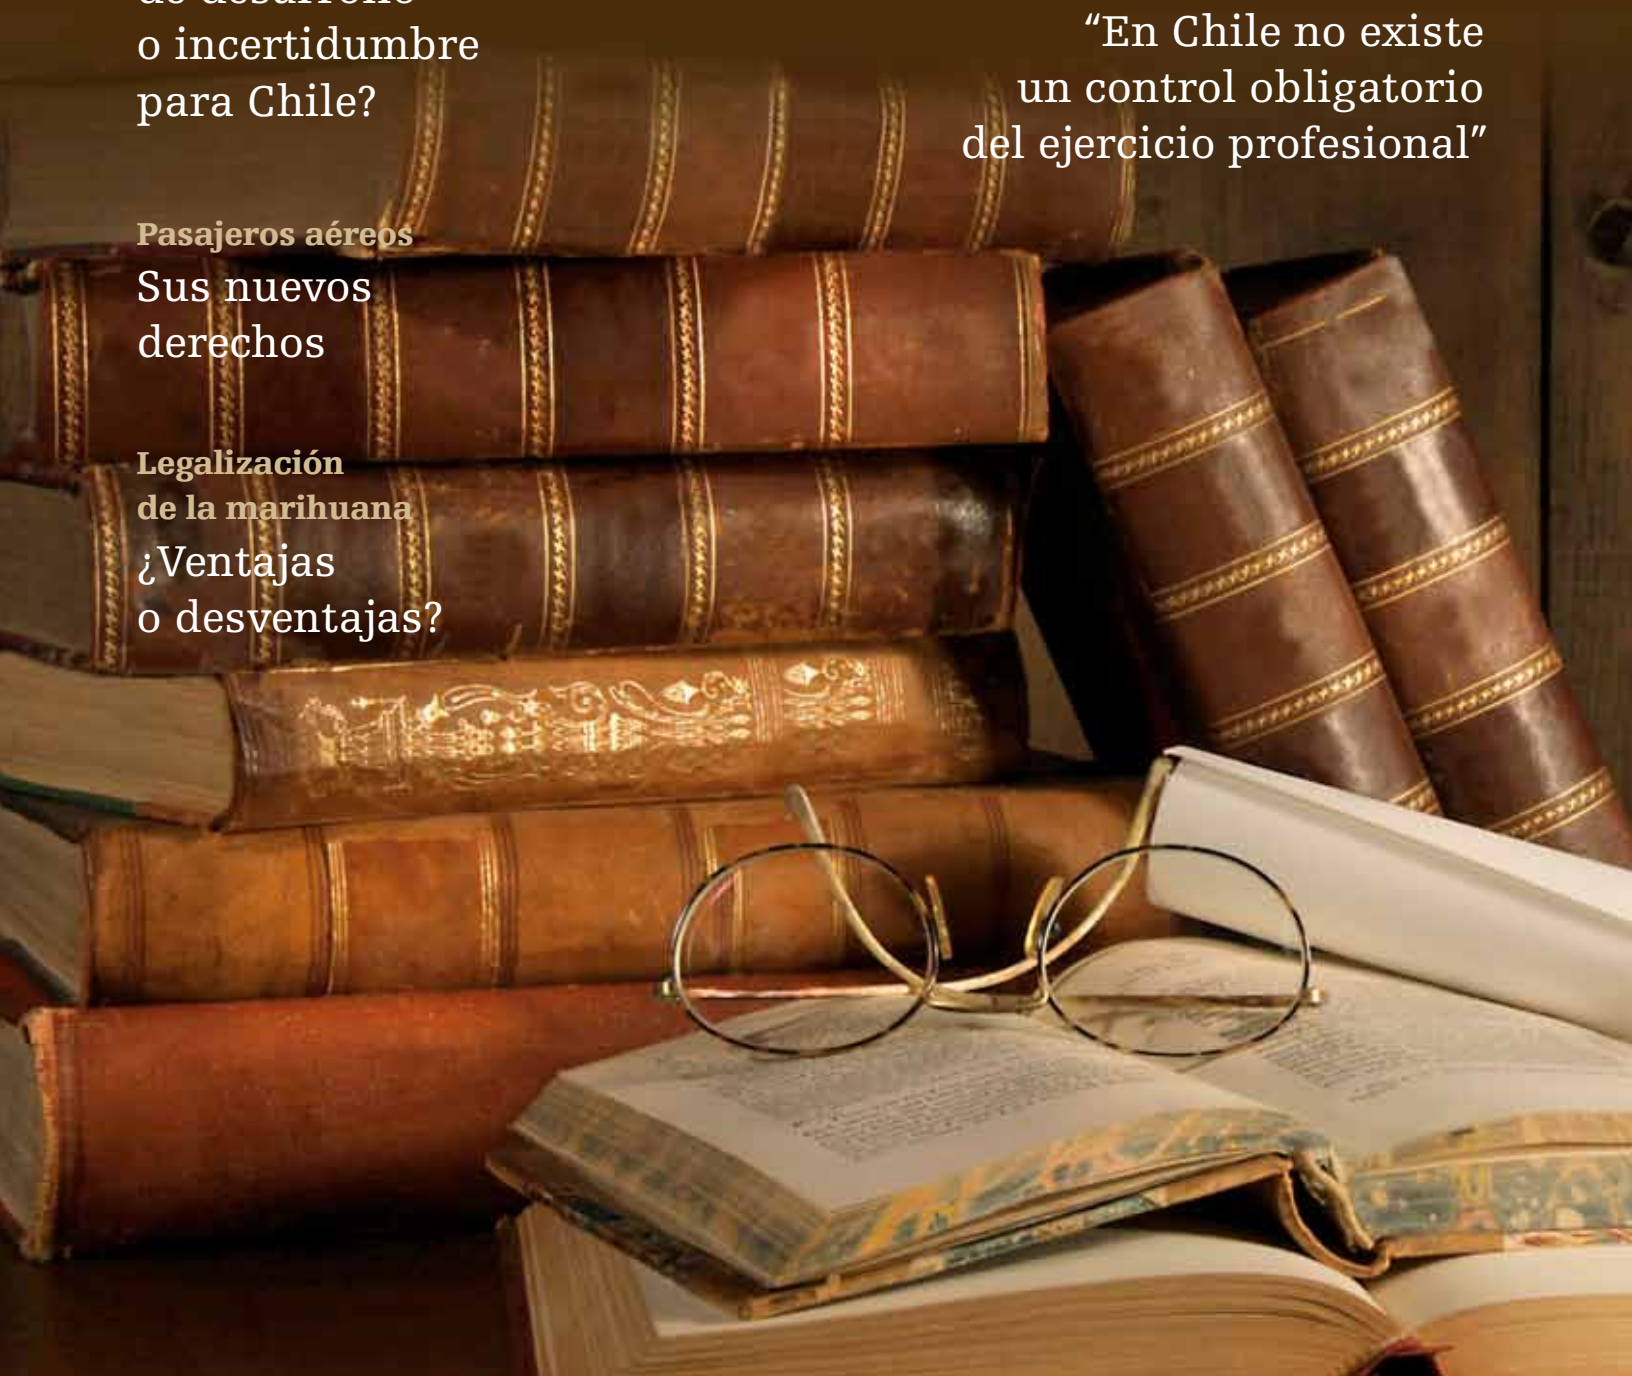 o incertidumbre
para Chile?
Pasajeros aéreos
Sus nuevos
derechos
Legalización
de la marihuana
¿Ventajas
o desventajas?
“En Chile no existe
un control obligatorio
del ejercicio profesional”